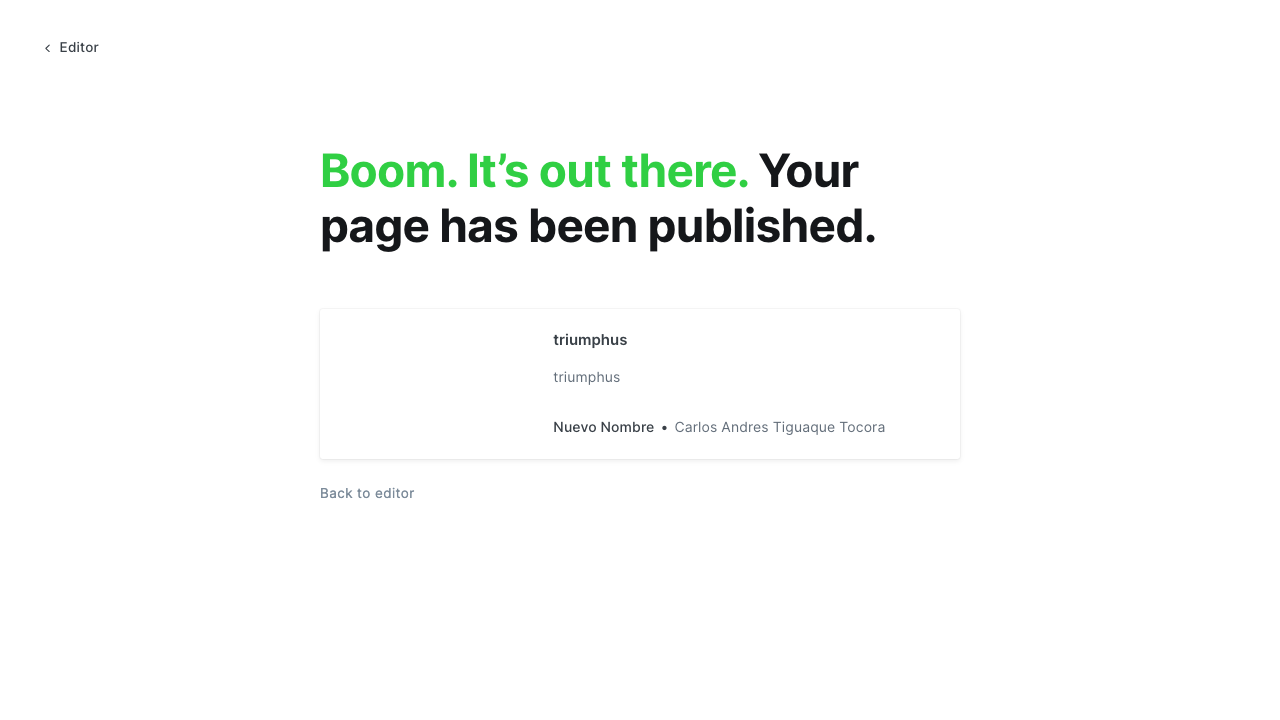 Editor
Boom. It’s out there. Your
page has been published.
triumphus
triumphus
Nuevo Nombre • Carlos Andres Tiguaque Tocora
Back to editor